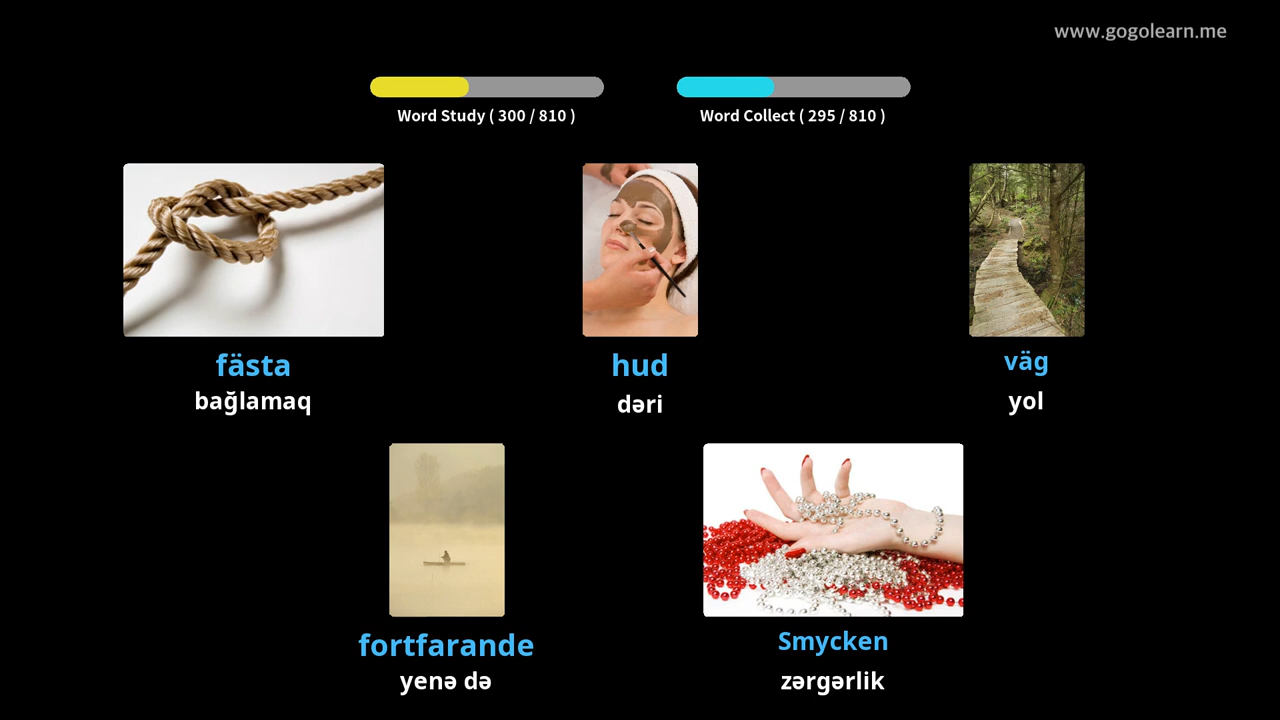 www.gogolearn.me
Word Study ( 300 / 810 )
Word Collect ( 295 / 810 )
fästa
bağlamaq
hud
dəri
väg
yol
fortfarande
yenə də
Smycken
zərgərlik